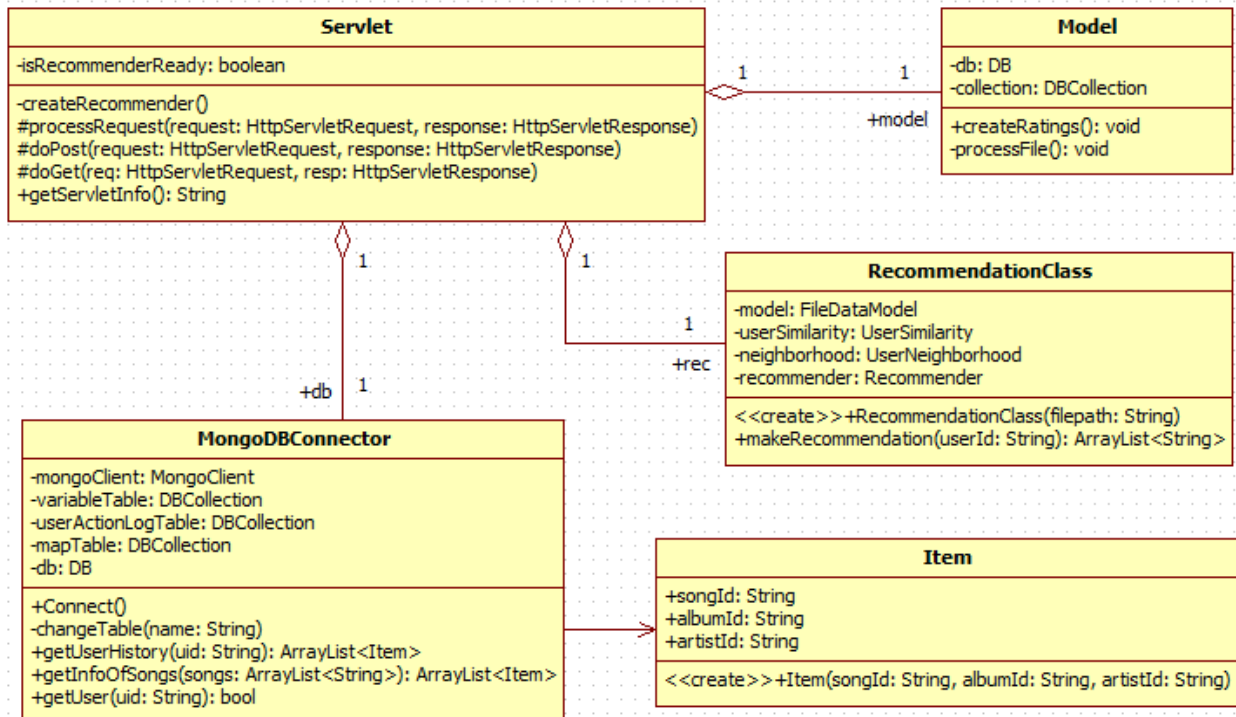 Servlet
-isRecommenderReady: boolean
-createRecommender()
#processRequest(request: HttpServletRequest, response: HttpServletResponse)
#doPost(request: HttpServletRequest, response: HttpServletResponse)
#doGet(req: HttpServletRequest, resp: HttpServletResponse)
+getServletInfo(): String
1
1
+model
Model
-db: DB
-collection: DBCollection
+createRatings(): void
-processFile(): void
1
1
1
+rec
RecommendationClass
-model: FileDataModel
-userSimilarity: UserSimilarity
-neighborhood: UserNeighborhood
-recommender: Recommender
<<create>>+RecommendationClass(filepath: String)
+makeRecommendation(userId: String): ArrayList<String>
+db
1
MongoDBConnector
-mongoClient: MongoClient
-variableTable: DBCollection
-userActionLogTable: DBCollection
-mapTable: DBCollection
-db: DB
+Connect()
-changeTable(name: String)
+getUserHistory(uid: String): ArrayList<Item>
+getInfoOfSongs(songs: ArrayList<String>): ArrayList<Item>
+getUser(uid: String): bool
Item
+songId: String
+albumId: String
+artistId: String
<<create>>+Item(songId: String, albumId: String, artistId: String)